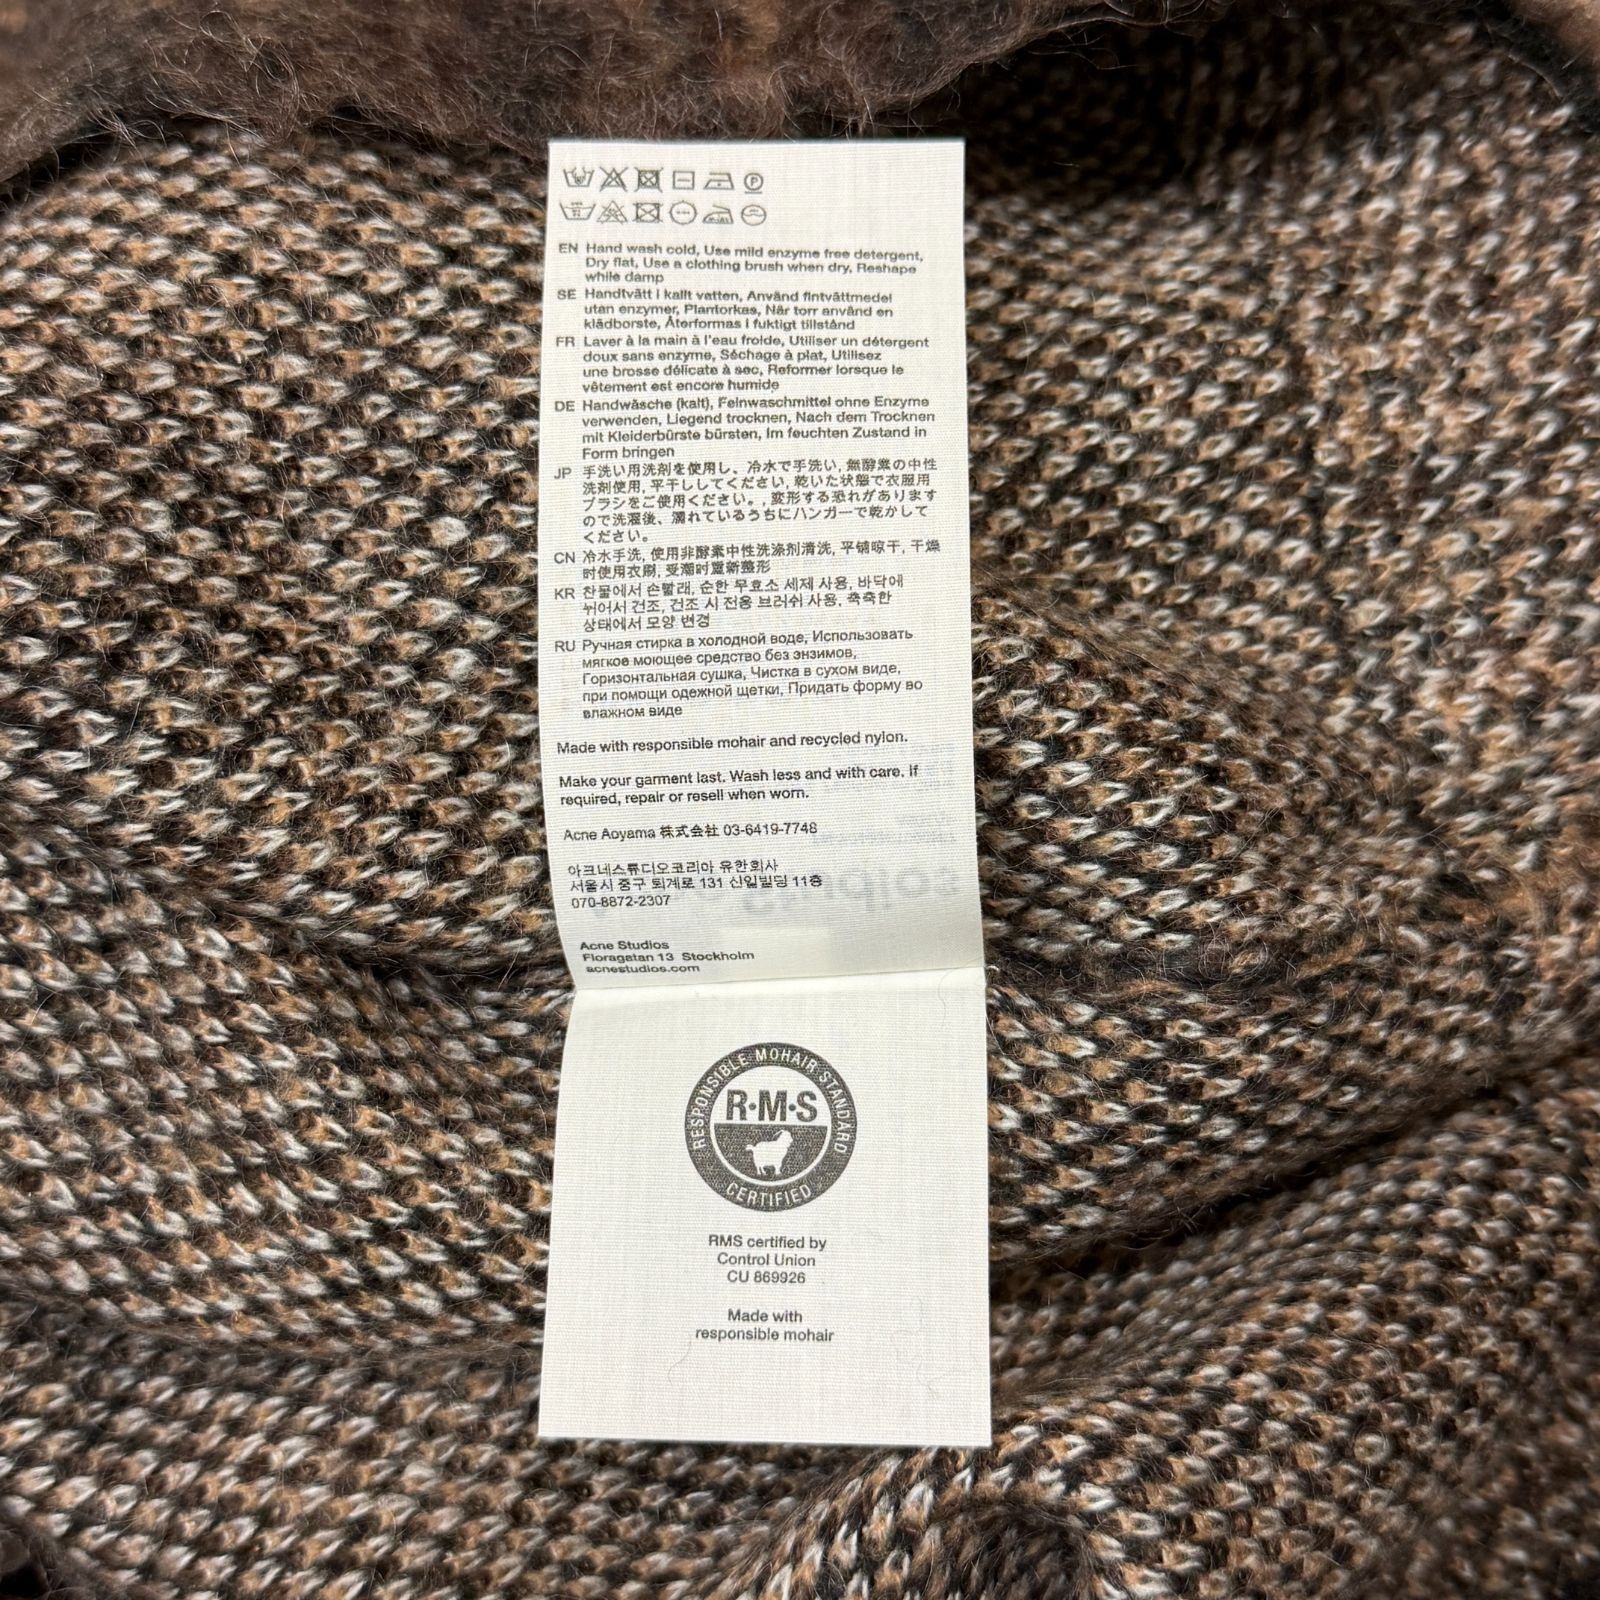 EN Hand wash cold, Use mild enzyme free detergent,
Dry flat, Use a clothing brush when dry, Reshape
while damp
SE Handtvätt i kallt vatten, Använd fintvättmedel
utan enzymer, Plantorkas, När torr använd en
klädborste, Återformas i fuktigt tillstånd
FR Laver à la main à l'eau froide, Utiliser un détergent
doux sans enzyme, Séchage à plat, Utilisez
une brosse délicate à sec, Reformer lorsque le
vêtement est encore humide
DE Handwäsche (kalt), Feinwaschmittel ohne Enzyme
verwenden, Liegend trocknen, Nach dem Trocknen
mit Kleiderbürste bürsten, Im feuchten Zustand in
Form bringen
JP 手洗い用洗剤を使用し、冷水で手洗い, 無酵素の中性
洗剤使用, 平干ししてください, 乾いた状態で衣服用
ブラシをご使用ください。, 変形する恐れがあります
ので洗濯後、濡れているうちにハンガーで乾かして
ください。
CN 冷水手洗, 使用非酵素中性洗涤剂清洗, 平铺晾干, 干燥
时使用衣刷, 受潮时重新整形
KR 찬물에서 손빨래, 순한 무효소 세제 사용, 바닥에
뉘어서 건조, 건조 시 전용 브러쉬 사용, 축축한
상태에서 모양 변경
RU Ручная стирка в холодной воде, Использовать
мягкое моющее средство без энзимов,
Горизонтальная сушка, Чистка в сухом виде,
при помощи одежной щетки, Придать форму во
влажном виде
Made with responsible mohair and recycled nylon.
Make your garment last. Wash less and with care. If
required, repair or resell when worn.
Acne Aoyama 株式会社 03-6419-7748
아크네스튜디오코리아 유한회사
서울시 중구 퇴계로 131 신일빌딩 11층
070-8872-2307
Acne Studios
Floragatan 13 Stockholm
acnestudios.com
RESPONSIBLE MOHAIR STANDARD
R·M·S
CERTIFIED
RMS certified by
Control Union
CU 869926
Made with
responsible mohair